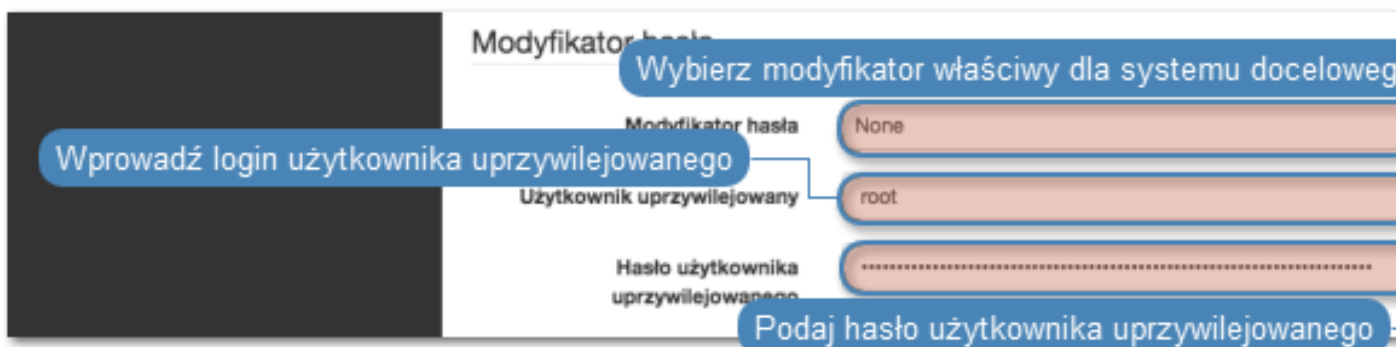 Modyfikator hasła
Wybierz modyfikator właściwy dla systemu doceloweg
Modyfikator hasła
None
Wprowadź login użytkownika uprzywilejowanego
Użytkownik uprzywilejowany
root
Hasło użytkownika
uprzywilejowanego
Podaj hasło użytkownika uprzywilejowanego